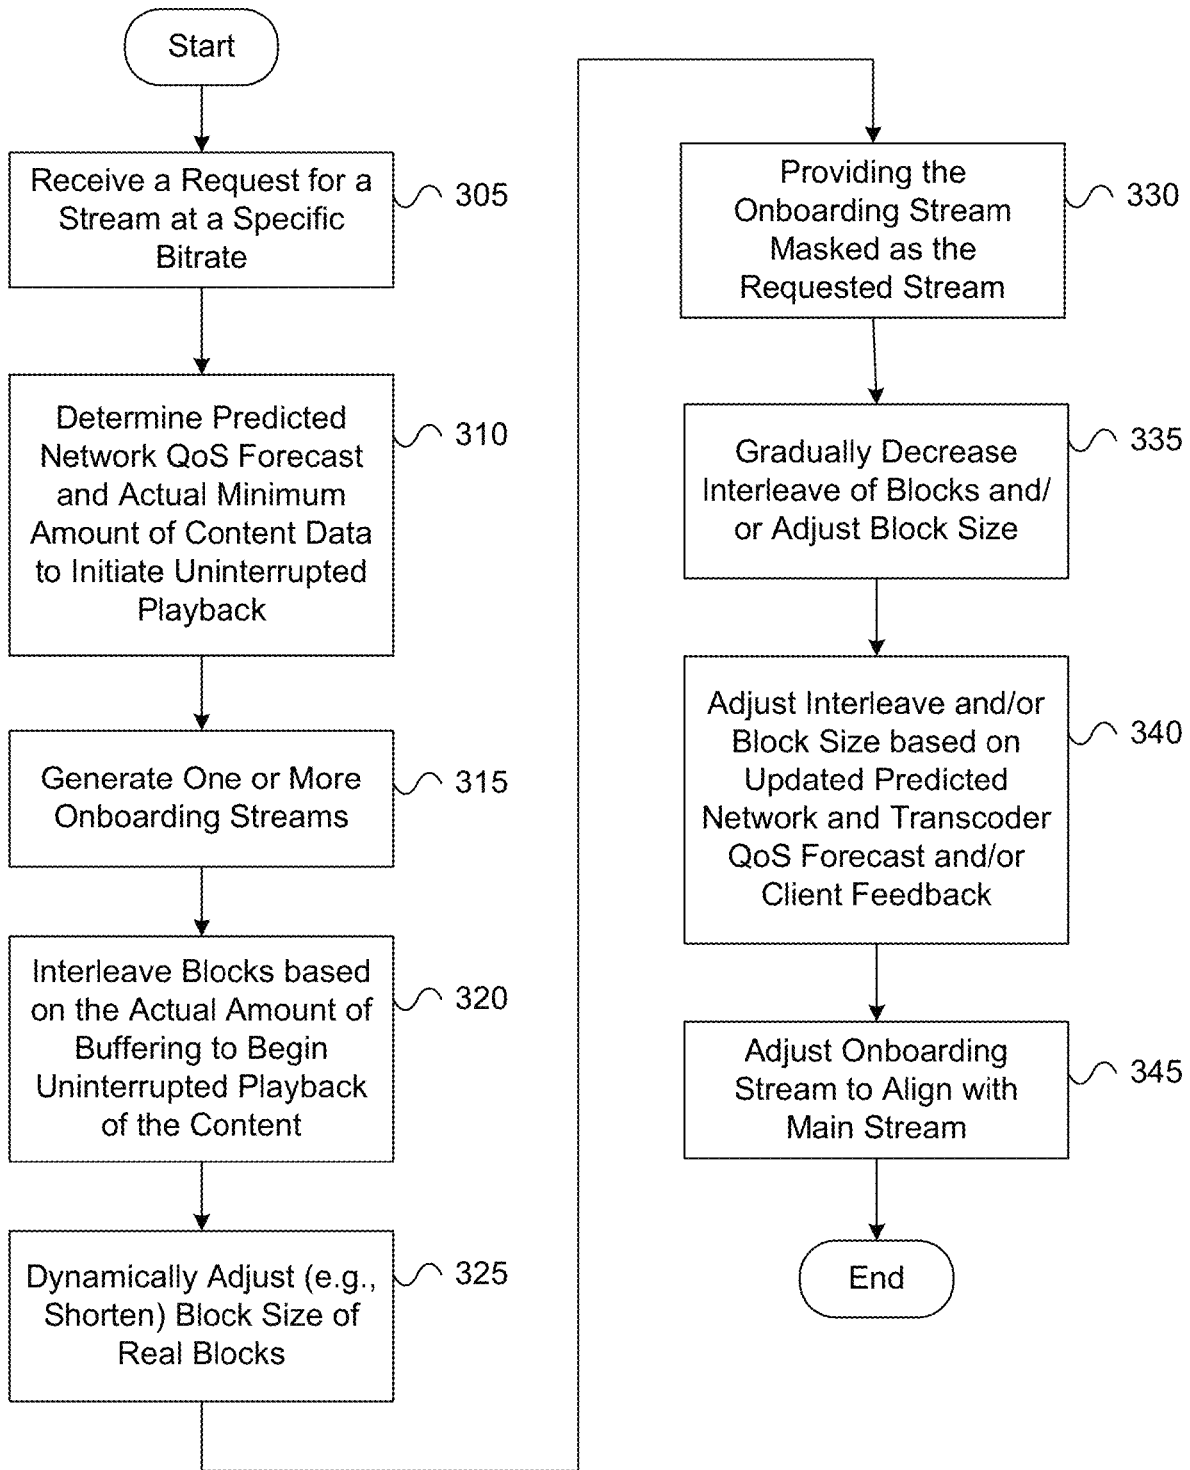 Start
Receive a Request for a
Stream at a Specific
Bitrate
305
Determine Predicted
Network QoS Forecast
and Actual Minimum
Amount of Content Data
to Initiate Uninterrupted
Playback
310
Generate One or More
Onboarding Streams
315
Interleave Blocks based
on the Actual Amount of
Buffering to Begin
Uninterrupted Playback
of the Content
320
Dynamically Adjust (e.g.,
Shorten) Block Size of
Real Blocks
325
Providing the
Onboarding Stream
Masked as the
Requested Stream
330
Gradually Decrease
Interleave of Blocks and/
or Adjust Block Size
335
Adjust Interleave and/or
Block Size based on
Updated Predicted
Network and Transcoder
QoS Forecast and/or
Client Feedback
340
Adjust Onboarding
Stream to Align with
Main Stream
345
End